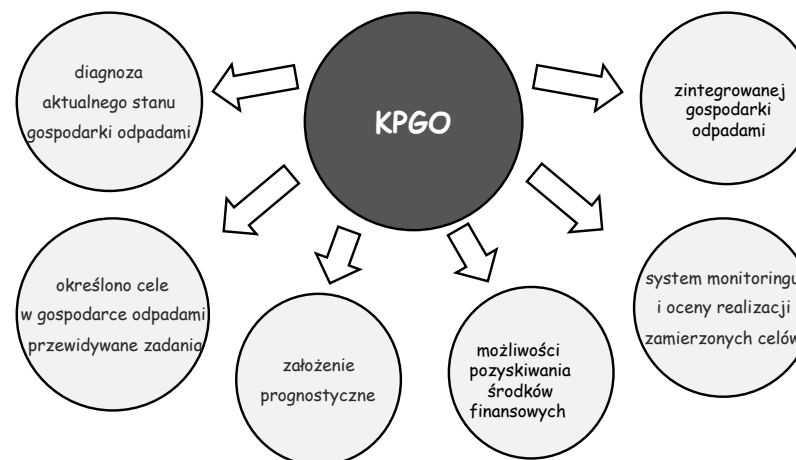 KPGO
diagnoza
aktualnego stanu
gospodarki odpadami
określono cele
w gospodarce odpadami
przewidywane zadania
założenie
prognostyczne
możliwości
pozyskiwania
środków
finansowych
system monitoringu
i oceny realizacji
zamierzonych celów
zintegrowanej
gospodarki
odpadami